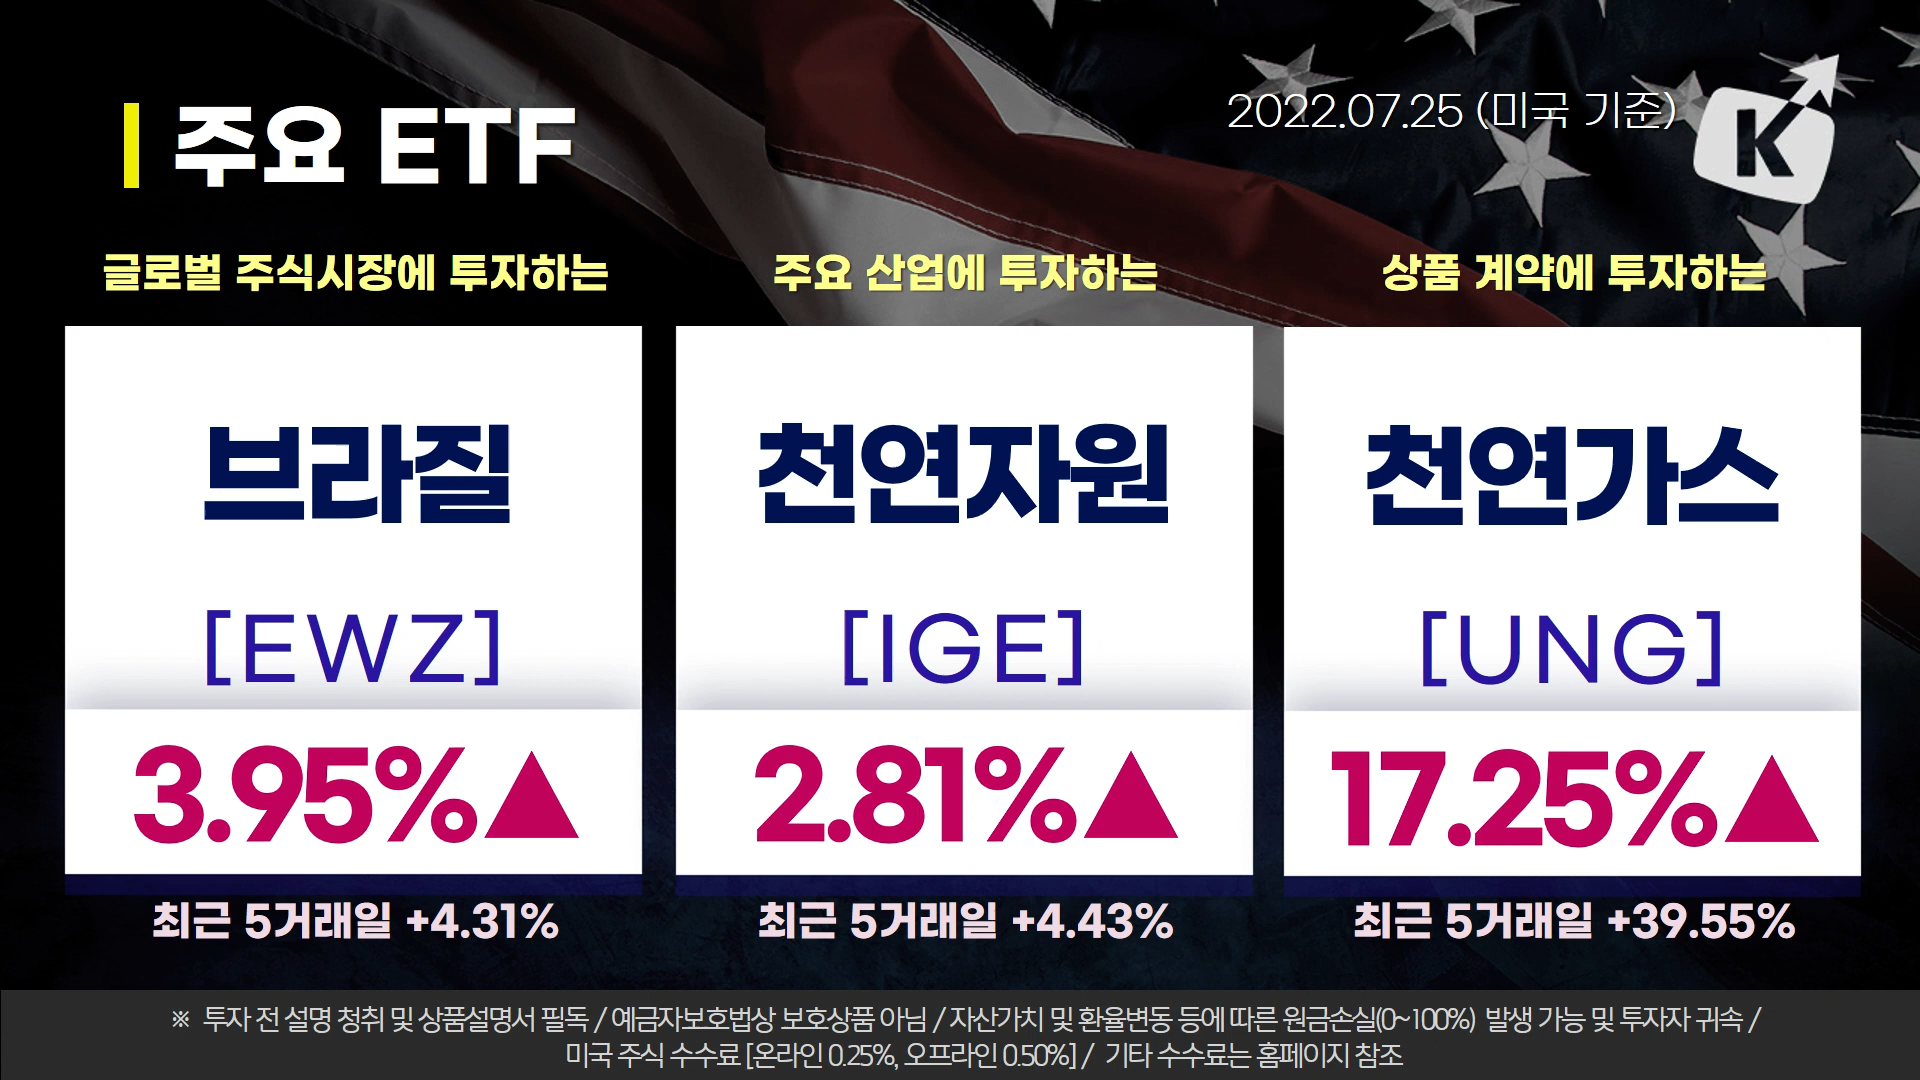 주요 ETF
2022.07.25 (미국 기준)
K
글로벌 주식시장에 투자하는
브라질
[EWZ]
3.95%▲
최근 5거래일 +4.31%
주요 산업에 투자하는
천연자원
[IGE]
2.81%▲
최근 5거래일 +4.43%
상품 계약에 투자하는
천연가스
[UNG]
17.25%▲
최근 5거래일 +39.55%
※ 투자 전 설명 청취 및 상품설명서 필독 / 예금자보호법상 보호상품 아님 / 자산가치 및 환율변동 등에 따른 원금손실(0~100%) 발생 가능 및 투자자 귀속 /
미국 주식 수수료 [온라인 0.25%, 오프라인 0.50%] / 기타 수수료는 홈페이지 참조